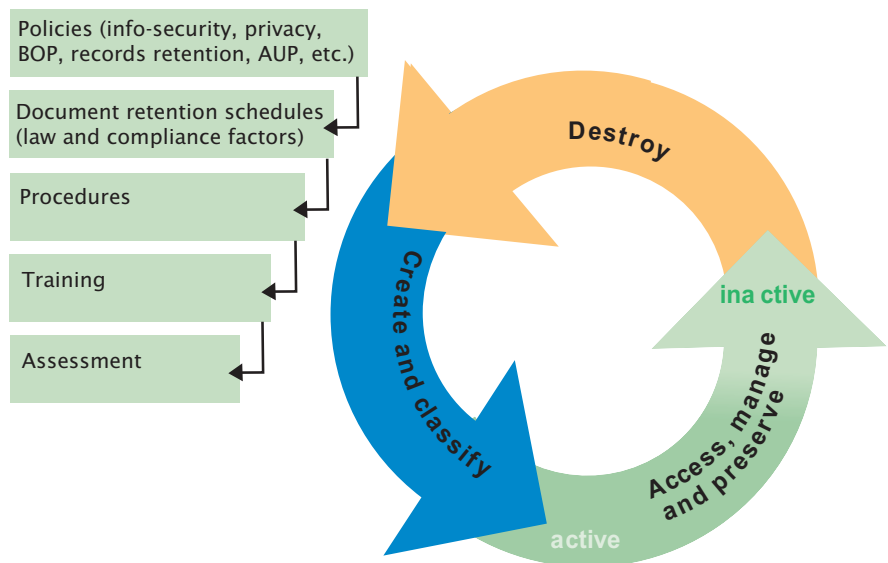 Policies (info-security, privacy,
BOP, records retention, AUP, etc.)
Document retention schedules
(law and compliance factors)
Procedures
Training
Assessment
Destroy
Create and classify
ina ctive
Access, manage
and preserve
active